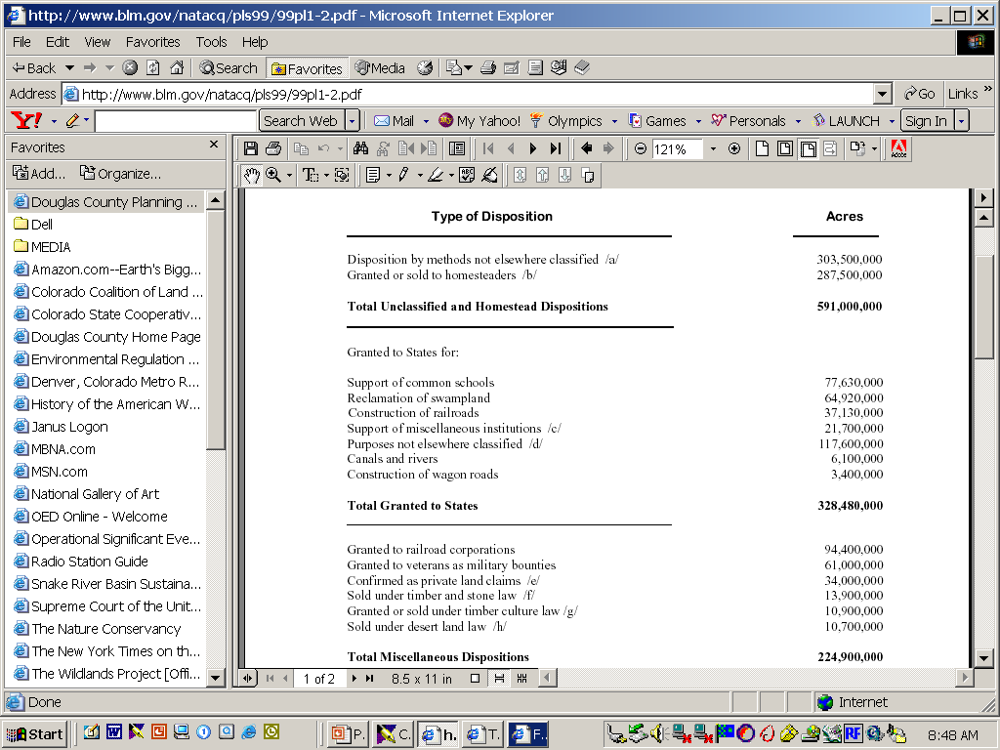 http://www.blm.gov/natacq/pls99/99pl1-2.pdf - Microsoft Internet Explorer
File Edit View Favorites Tools Help
Back Search Favorites Media
Address http://www.blm.gov/natacq/pls99/99pl1-2.pdf Go Links »
Y! Search Web Mail My Yahoo! Olympics Games Personals LAUNCH Sign In
Favorites
Add... Organize...
121%
Adobe
Douglas County Planning ...
Dell
MEDIA
Amazon.com--Earth's Bigg...
Colorado Coalition of Land ...
Colorado State Cooperativ...
Douglas County Home Page
Environmental Regulation ...
Denver, Colorado Metro R...
History of the American W...
Janus Logon
MBNA.com
MSN.com
National Gallery of Art
OED Online - Welcome
Operational Significant Eve...
Radio Station Guide
Snake River Basin Sustaina...
Supreme Court of the Unit...
The Nature Conservancy
The New York Times on th...
The Wildlands Project [Offi...
Type of Disposition Acres
Disposition by methods not elsewhere classified /a/ 303,500,000
Granted or sold to homesteaders /b/ 287,500,000
Total Unclassified and Homestead Dispositions 591,000,000
Granted to States for:
Support of common schools 77,630,000
Reclamation of swampland 64,920,000
Construction of railroads 37,130,000
Support of miscellaneous institutions /c/ 21,700,000
Purposes not elsewhere classified /d/ 117,600,000
Canals and rivers 6,100,000
Construction of wagon roads 3,400,000
Total Granted to States 328,480,000
Granted to railroad corporations 94,400,000
Granted to veterans as military bounties 61,000,000
Confirmed as private land claims /e/ 34,000,000
Sold under timber and stone law /f/ 13,900,000
Granted or sold under timber culture law /g/ 10,900,000
Sold under desert land law /h/ 10,700,000
Total Miscellaneous Dispositions 224,900,000
1 of 2 8.5 x 11 in
Done Internet
Start P. C. h. T. F. RF 8:48 AM